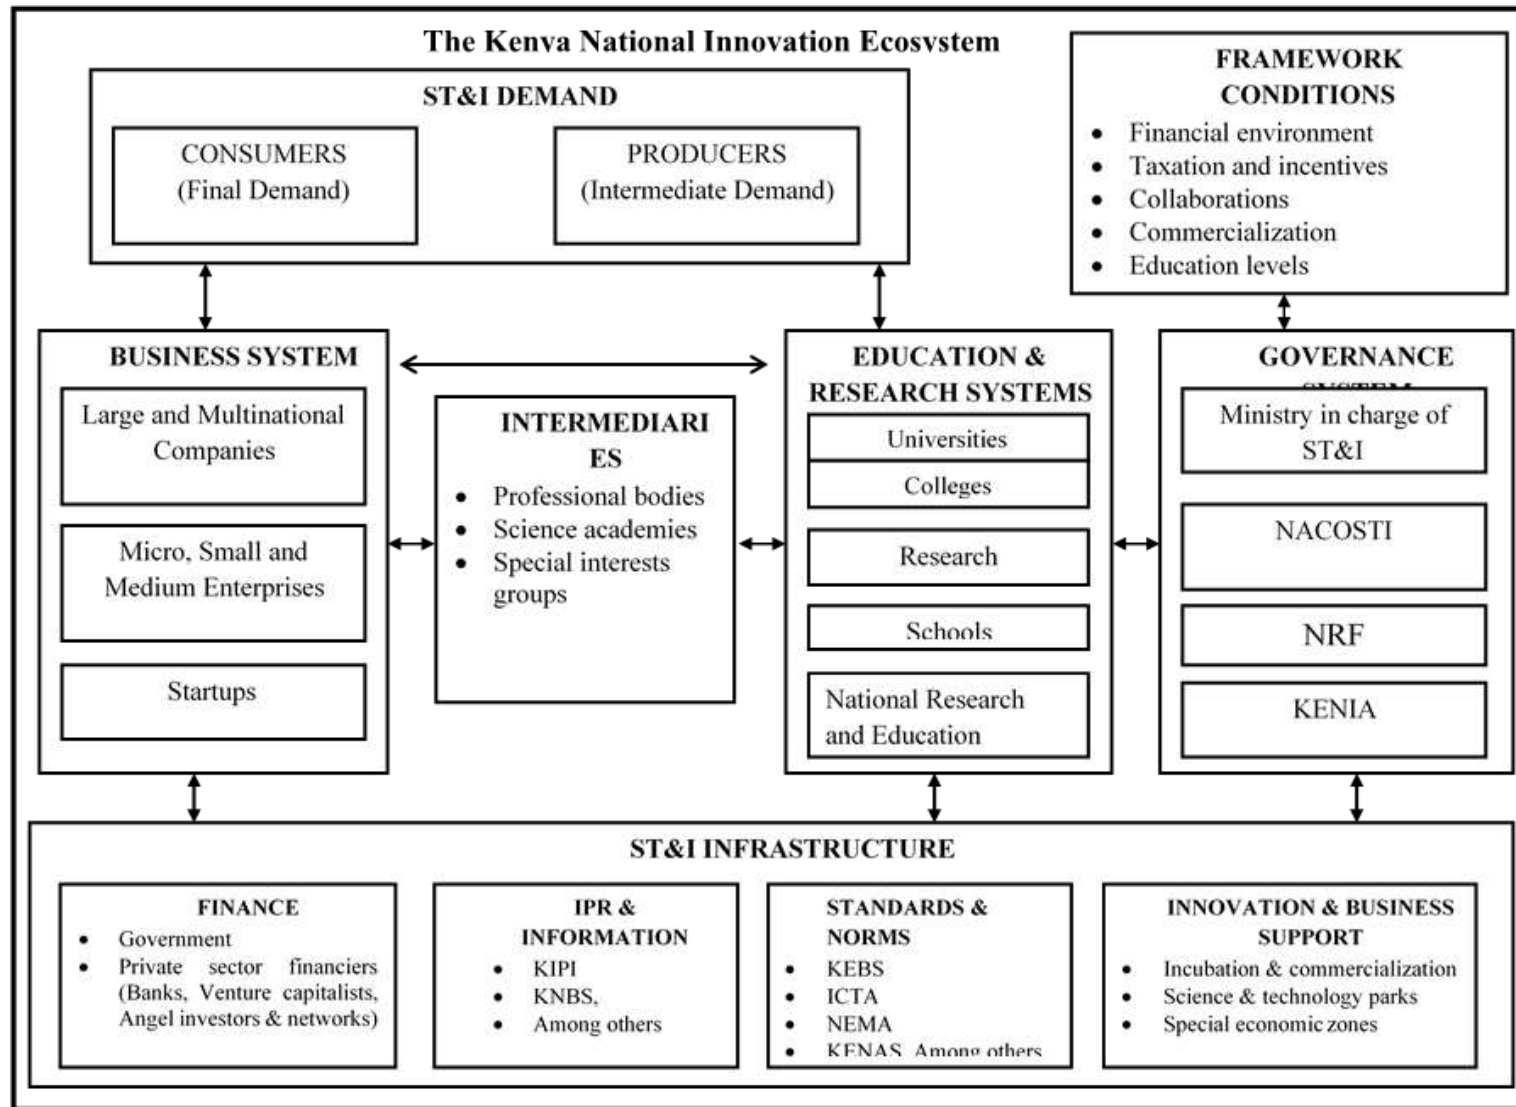 The Kenya National Innovation Ecosystem
ST&I DEMAND
CONSUMERS
(Final Demand)
PRODUCERS
(Intermediate Demand)
FRAMEWORK
CONDITIONS
• Financial environment
• Taxation and incentives
• Collaborations
• Commercialization
• Education levels
BUSINESS SYSTEM
Large and Multinational
Companies
Micro, Small and
Medium Enterprises
Startups
INTERMEDIARI
ES
• Professional bodies
• Science academies
• Special interests
groups
EDUCATION &
RESEARCH SYSTEMS
Universities
Colleges
Research
Schools
National Research
and Education
GOVERNANCE
SYSTEM
Ministry in charge of
ST&I
NACOSTI
NRF
KENIA
ST&I INFRASTRUCTURE
FINANCE
• Government
• Private sector financiers
(Banks, Venture capitalists,
Angel investors & networks)
IPR &
INFORMATION
• KIPI
• KNBS,
• Among others
STANDARDS &
NORMS
• KEBS
• ICTA
• NEMA
• KENAS, Among others
INNOVATION & BUSINESS
SUPPORT
• Incubation & commercialization
• Science & technology parks
• Special economic zones